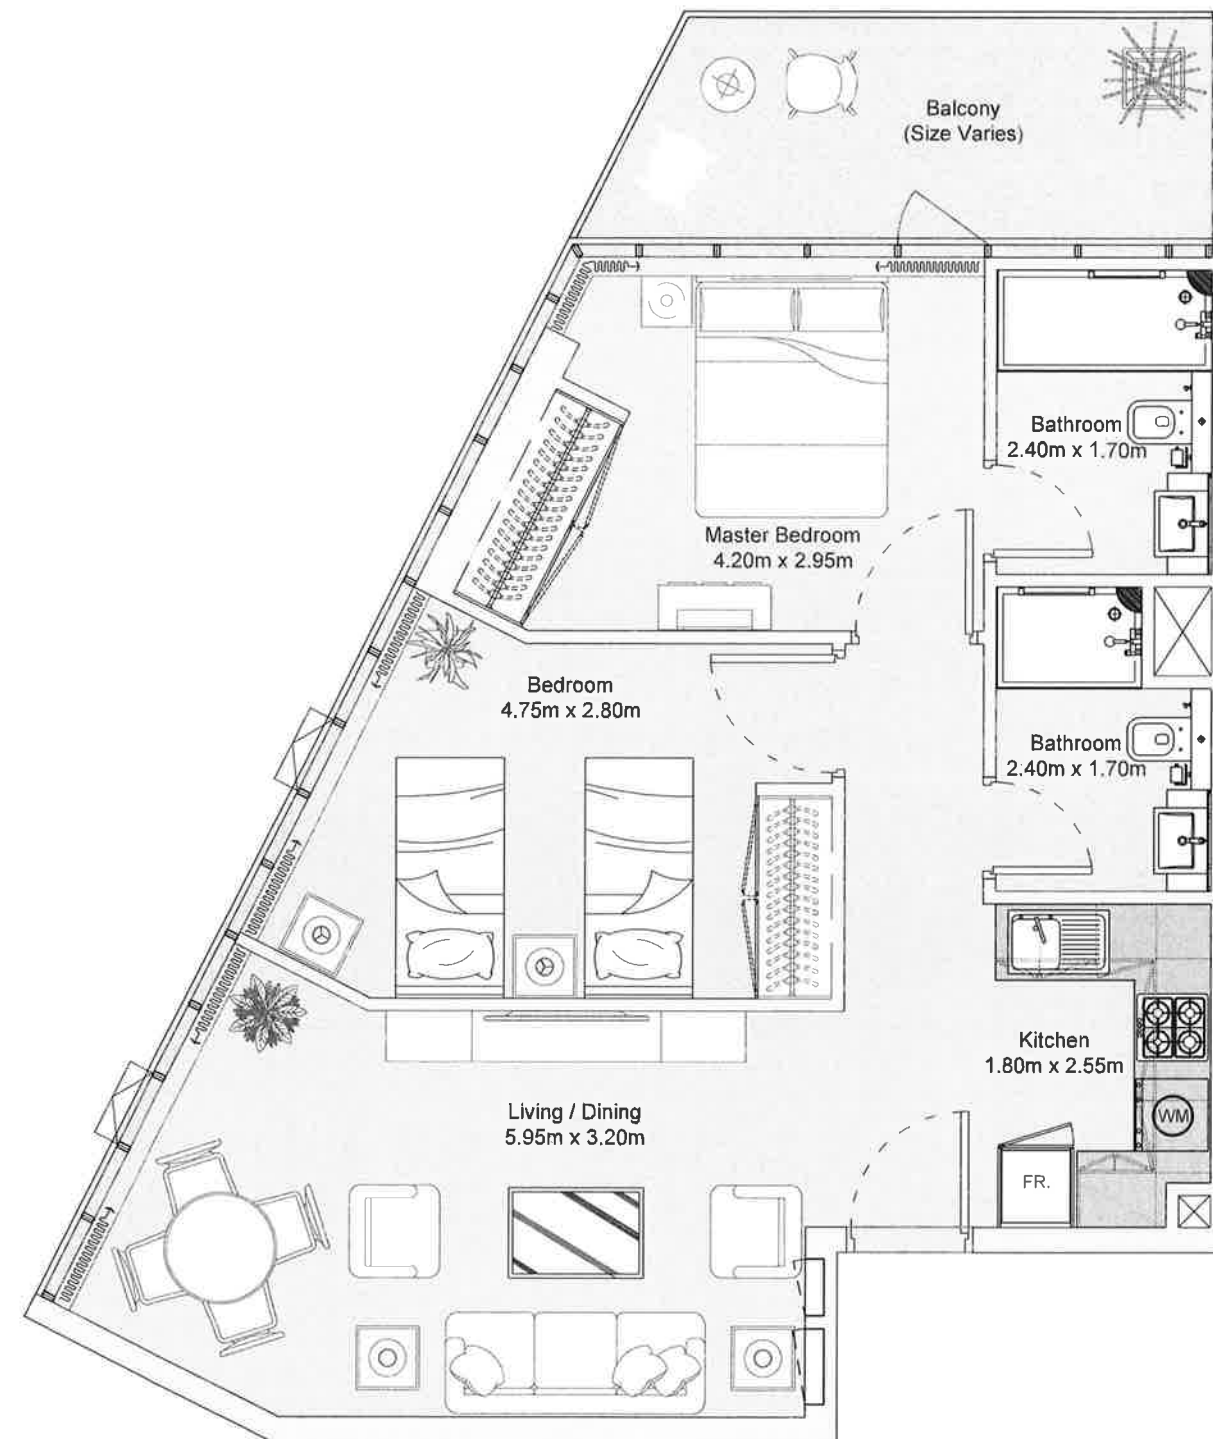 Balcony
(Size Varies)
Bathroom
2.40m x 1.70m
Master Bedroom
4.20m x 2.95m
Bedroom
4.75m x 2.80m
Bathroom
2.40m x 1.70m
Kitchen
1.80m x 2.55m
Living / Dining
5.95m x 3.20m
WM
FR.